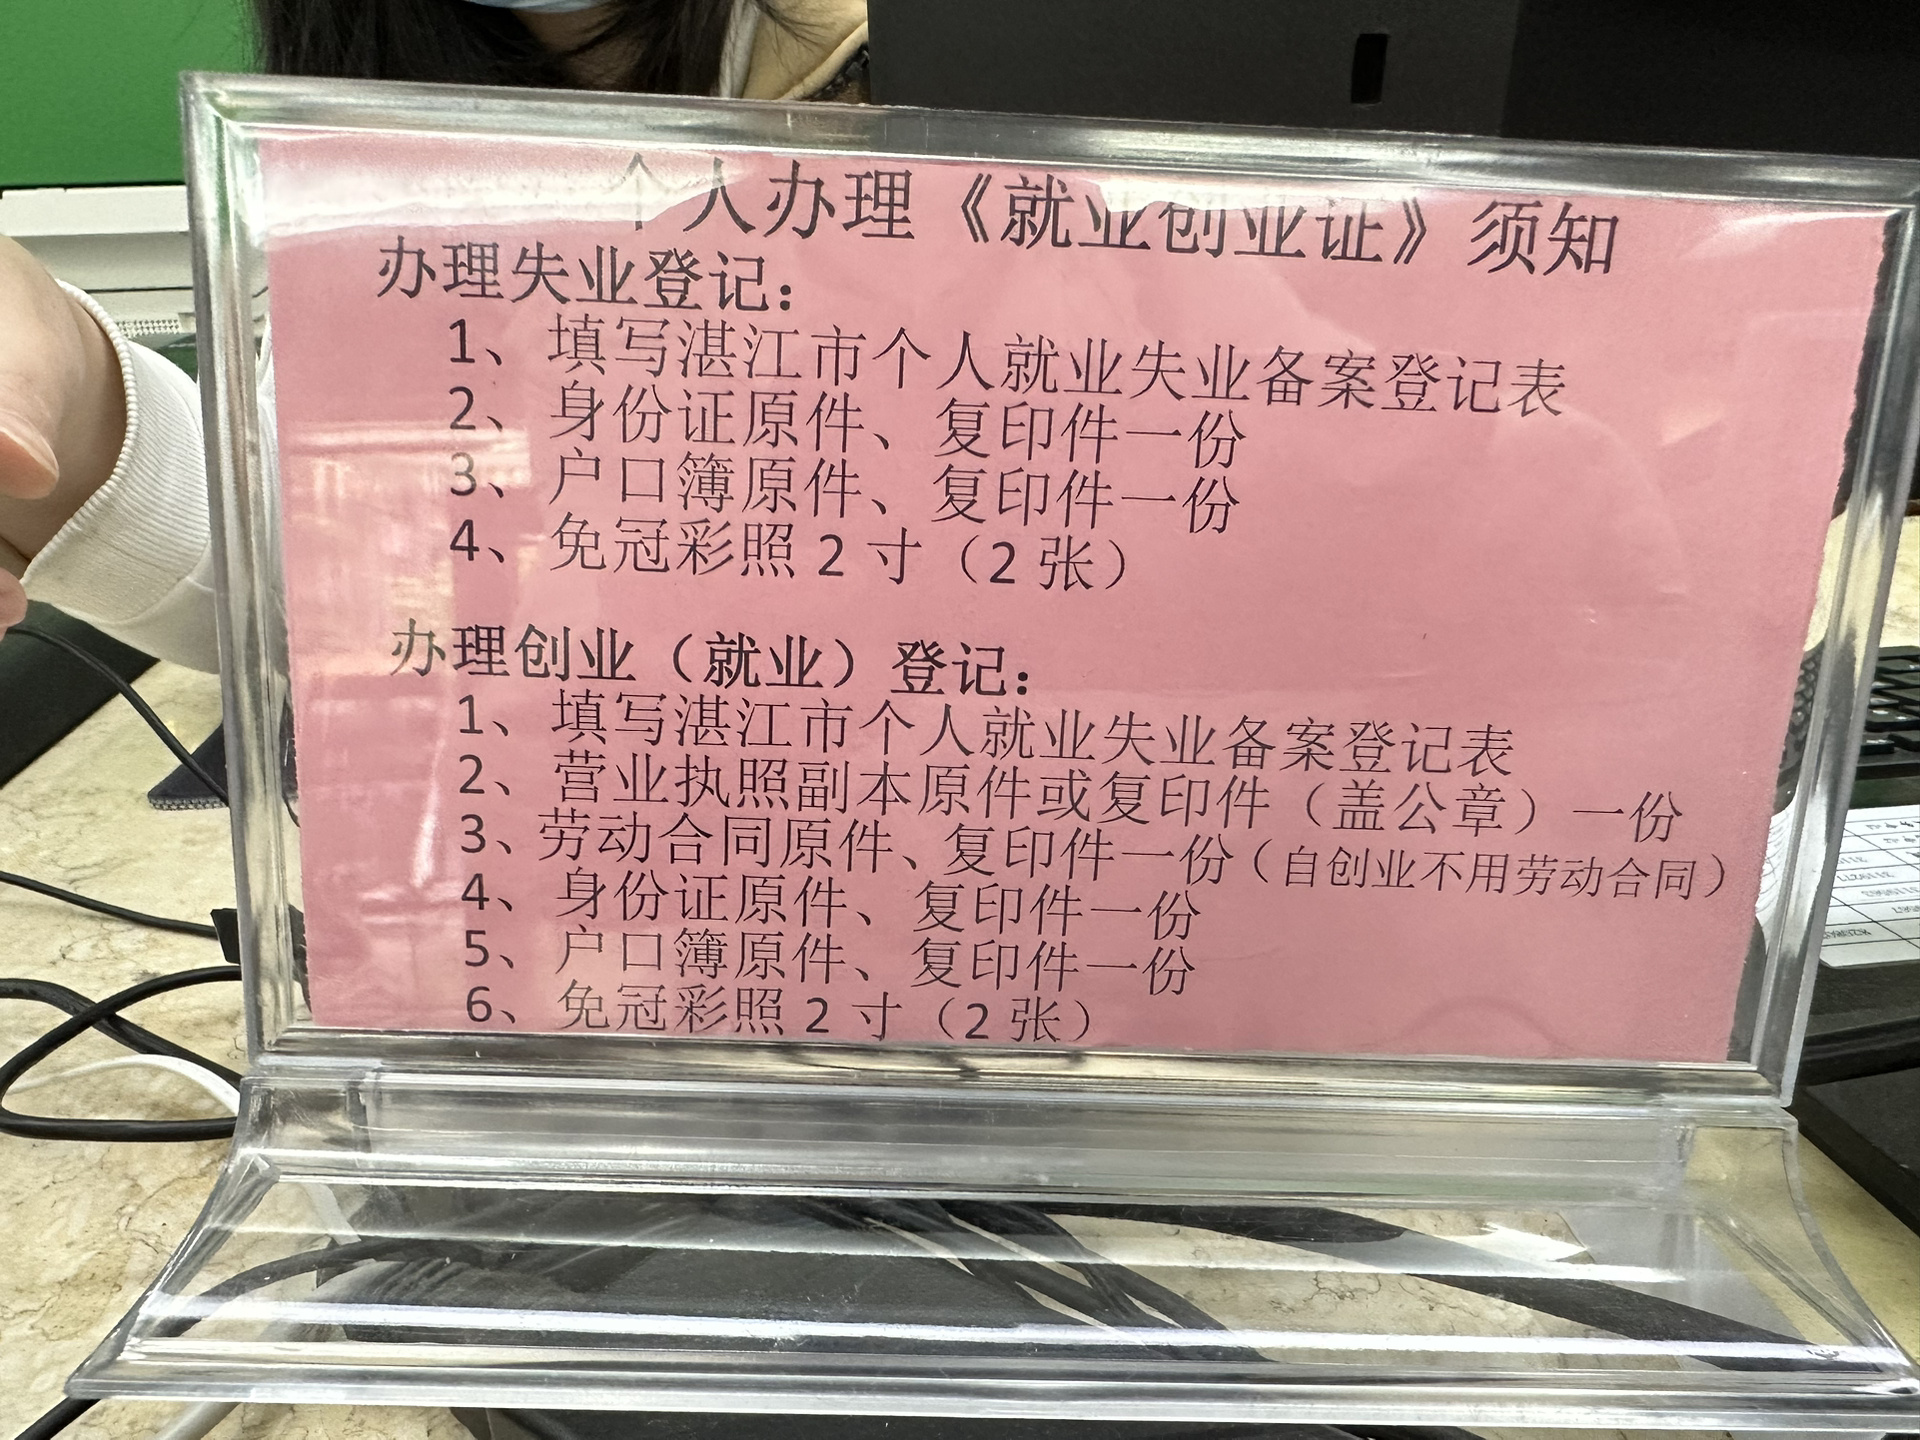 个人办理《就业创业证》须知
办理失业登记：
1、填写湛江市个人就业失业备案登记表
2、身份证原件、复印件一份
3、户口簿原件、复印件一份
4、免冠彩照 2 寸（2 张）
办理创业（就业）登记：
1、填写湛江市个人就业失业备案登记表
2、营业执照副本原件或复印件（盖公章）一份
3、劳动合同原件、复印件一份（自创业不用劳动合同）
4、身份证原件、复印件一份
5、户口簿原件、复印件一份
6、免冠彩照 2 寸（2 张）